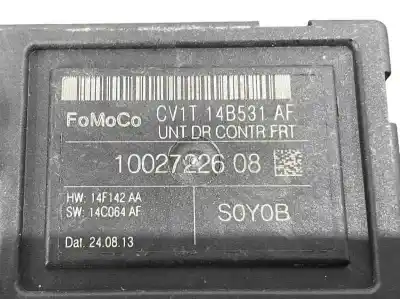 FoMoCo CV1T 14B531 AF
UNT DR CONTR FRT
10027226 08
HW: 14F142 AA
SW: 14C064 AF
S0Y0B
Dat. 24.08.13